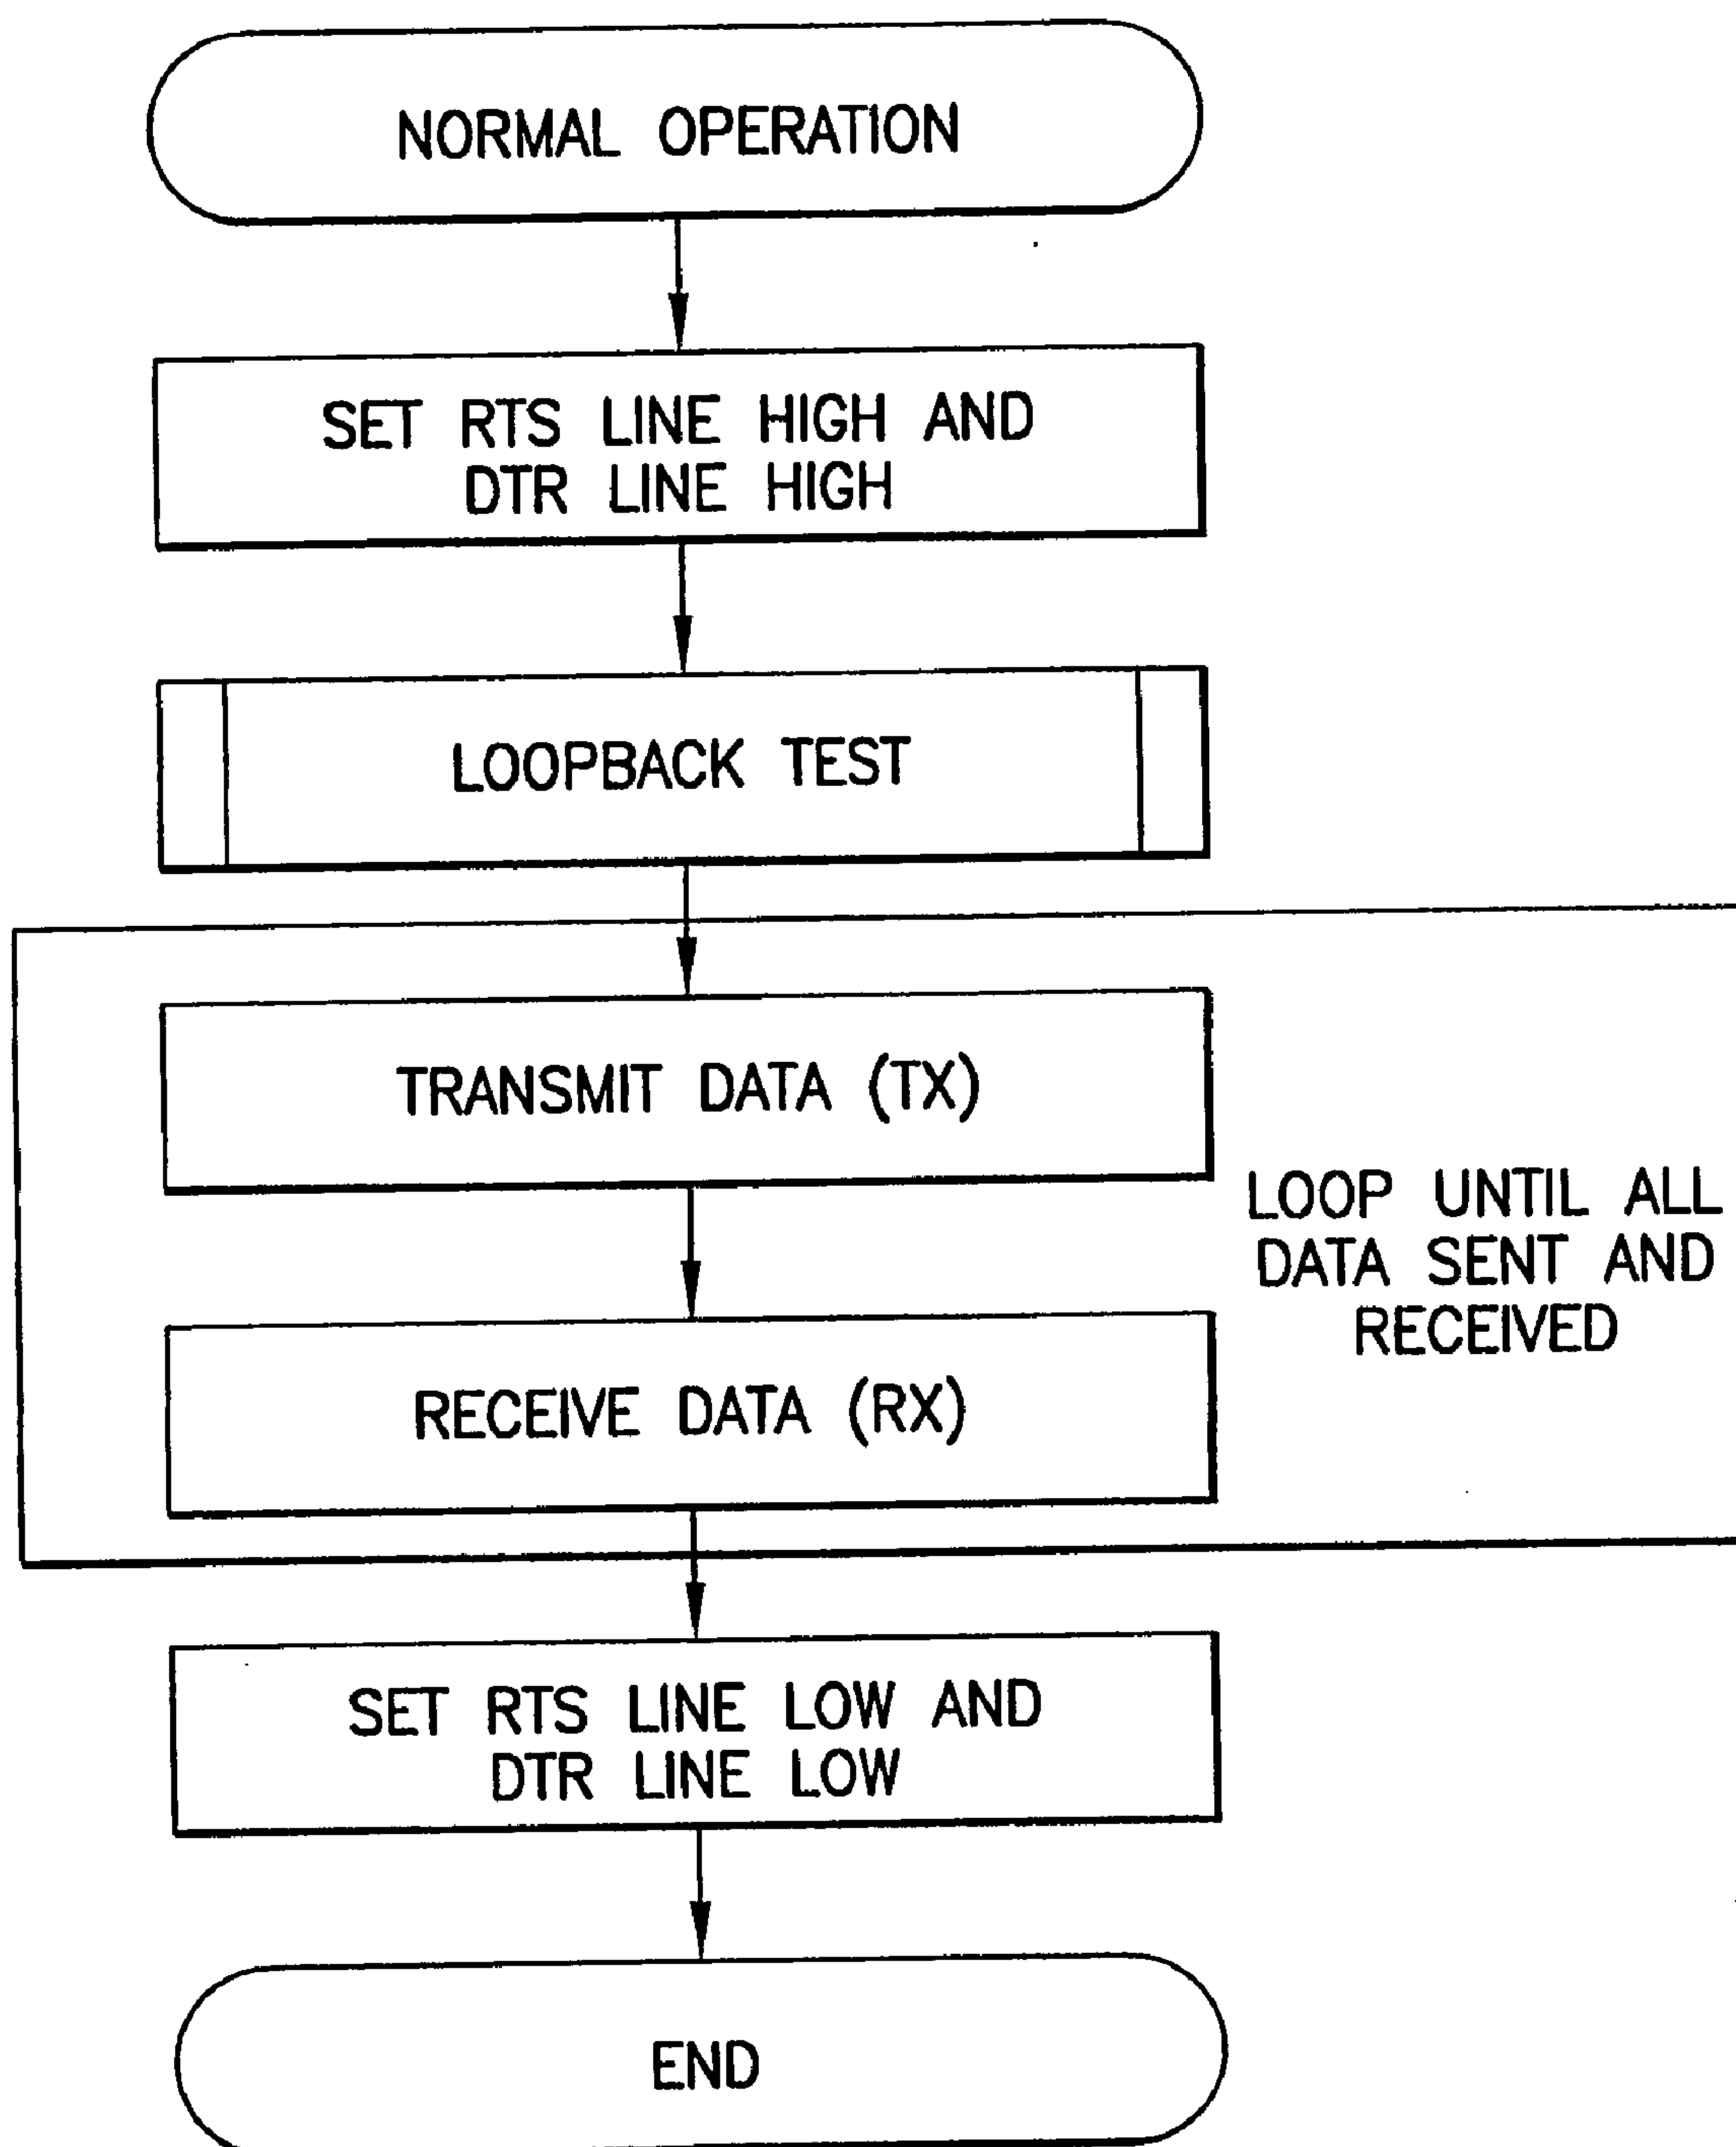 NORMAL OPERATION
SET RTS LINE HIGH AND
DTR LINE HIGH
LOOPBACK TEST
TRANSMIT DATA (TX)
LOOP UNTIL ALL
DATA SENT AND
RECEIVED
RECEIVE DATA (RX)
SET RTS LINE LOW AND
DTR LINE LOW
END